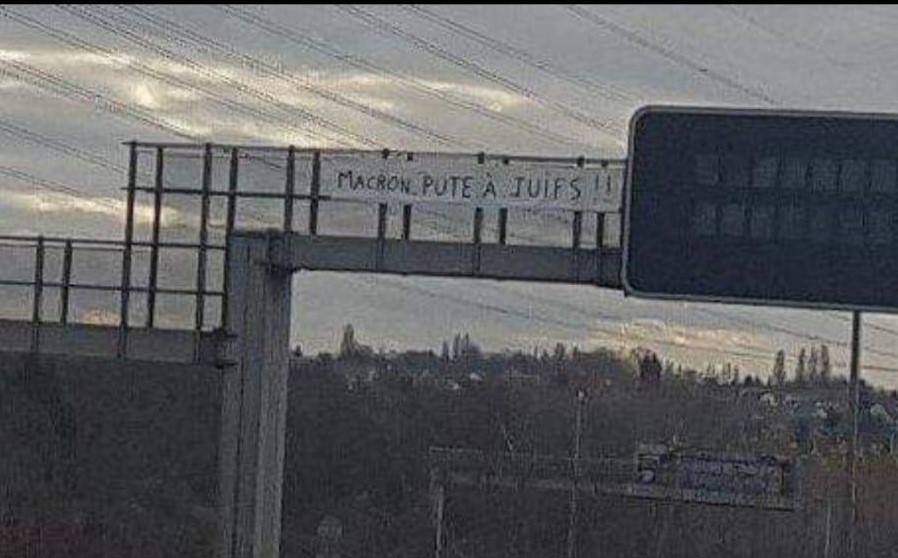 MACRON PUTE À JUIFS !!